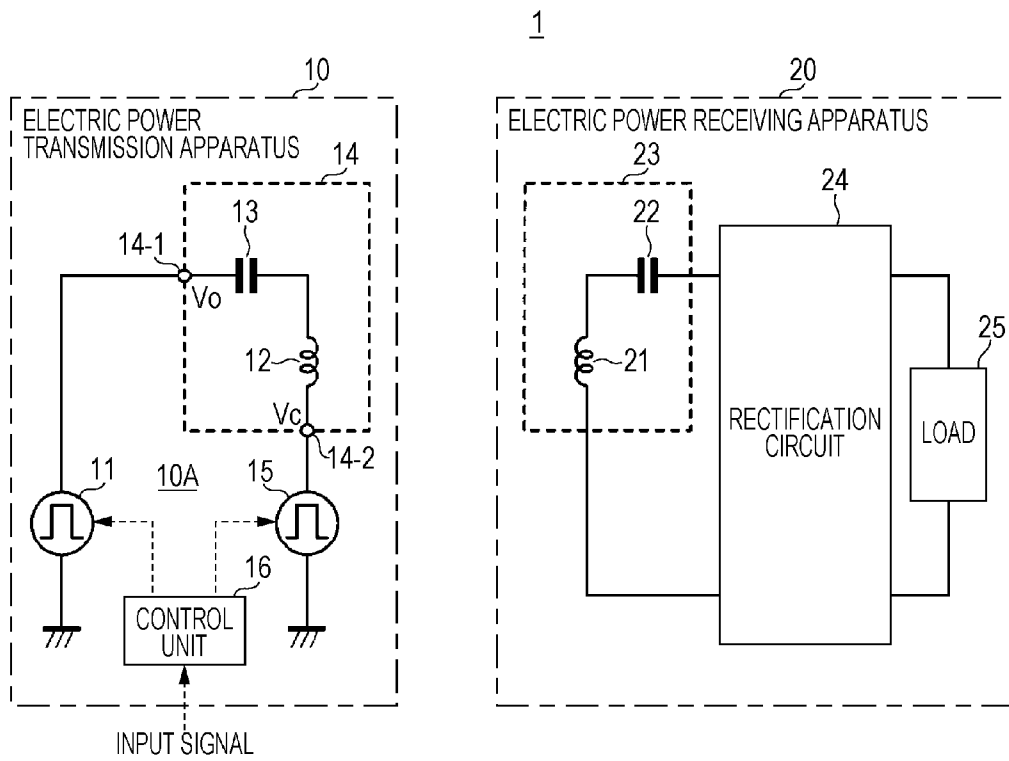 1
10
ELECTRIC POWER
TRANSMISSION APPARATUS
14
13
14-1
Vo
12
Vc
14-2
11
10A
15
16
CONTROL
UNIT
INPUT SIGNAL
20
ELECTRIC POWER RECEIVING APPARATUS
23
22
24
21
25
RECTIFICATION
CIRCUIT
LOAD